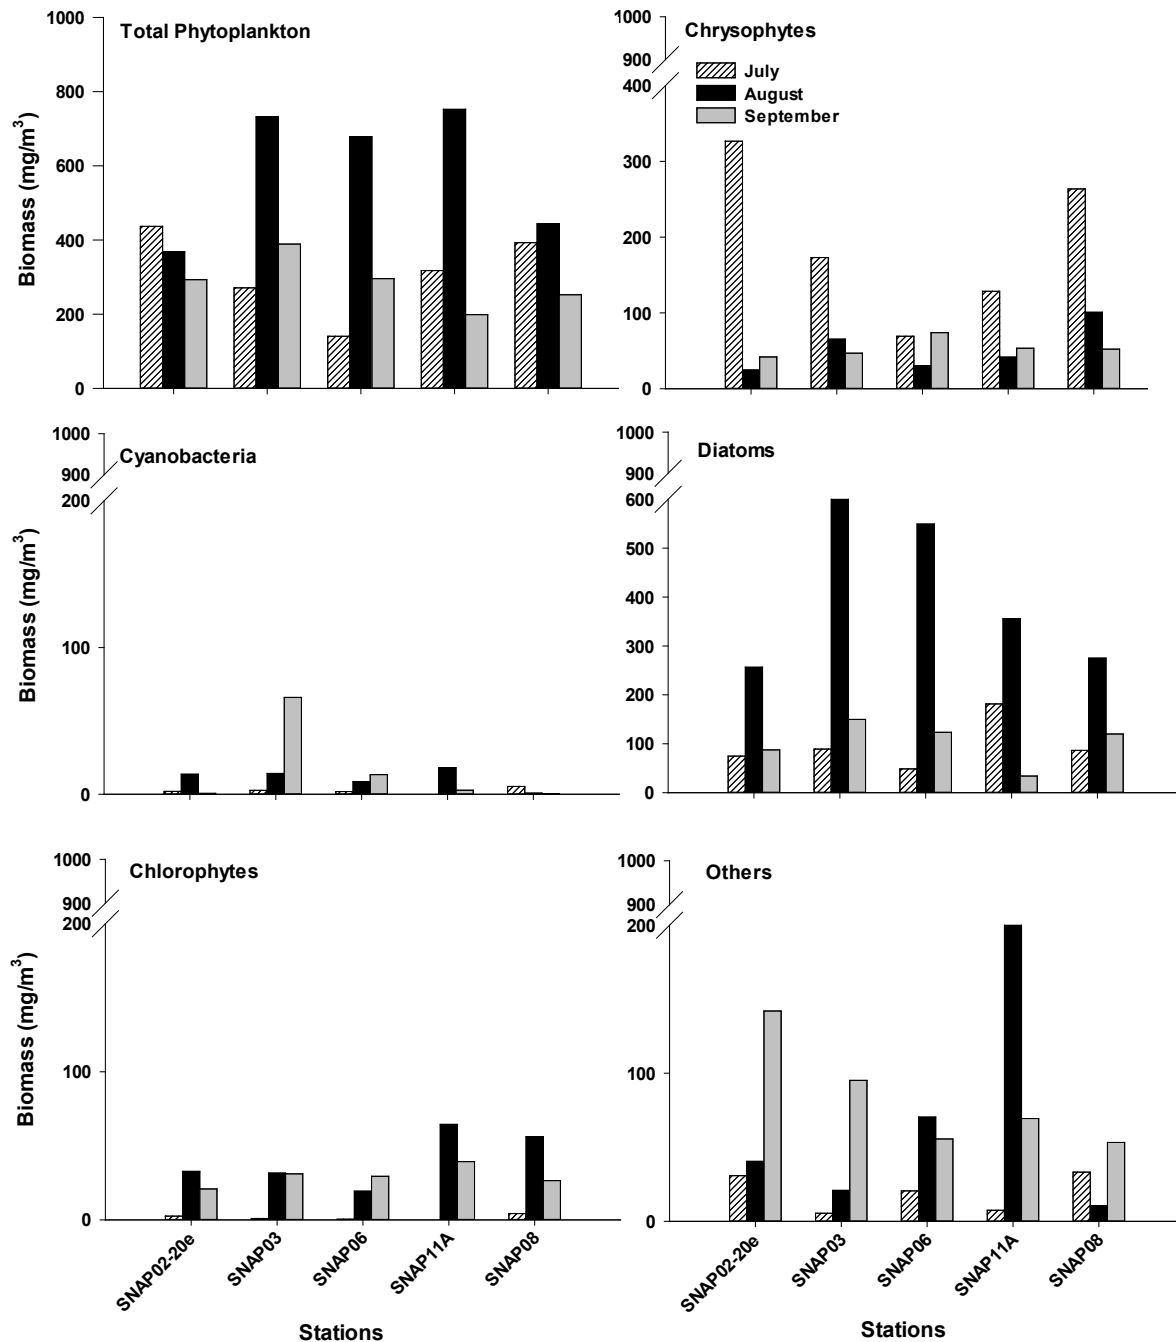 Total Phytoplankton
1000
800
600
400
200
0
Biomass (mg/m³)
Chrysophytes
July
August
September
1000
900
400
300
200
100
0
Cyanobacteria
1000
900
200
100
0
Biomass (mg/m³)
Diatoms
1000
900
600
500
400
300
200
100
0
Chlorophytes
1000
900
200
100
0
Biomass (mg/m³)
SNAP02-20e
SNAP03
SNAP06
SNAP11A
SNAP08
Stations
Others
1000
900
200
100
0
SNAP02-20e
SNAP03
SNAP06
SNAP11A
SNAP08
Stations